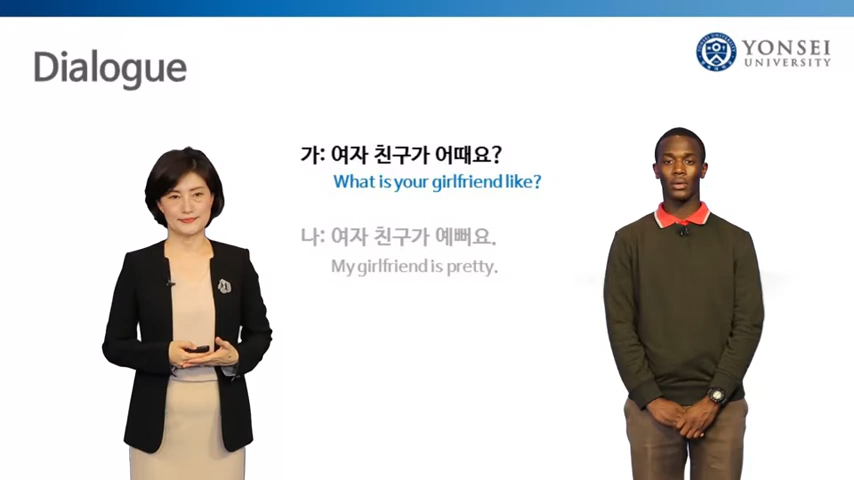 Dialogue
YONSEI
UNIVERSITY
가: 여자 친구가 어때요?
What is your girlfriend like?
나: 여자 친구가 예뻐요.
My girlfriend is pretty.